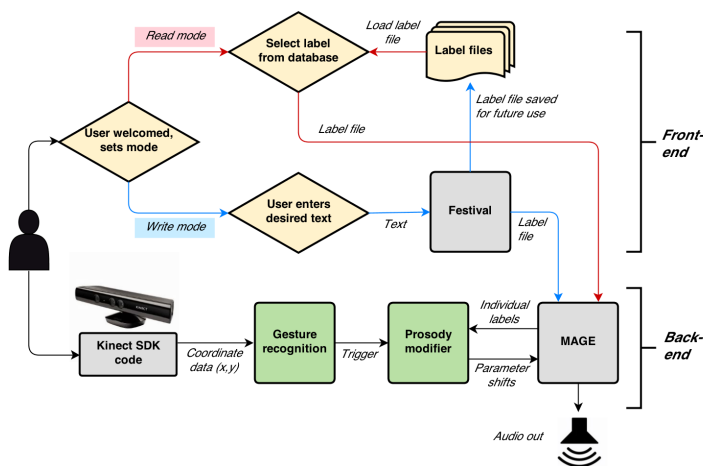 Read mode
Select label
from database
Load label
file
Label files
User welcomed,
sets mode
Label file
Label file saved
for future use
Front-
end
Write mode
User enters
desired text
Text
Festival
Label
file
KINECT
Kinect SDK
code
Coordinate
data (x,y)
Gesture
recognition
Trigger
Prosody
modifier
Individual
labels
Parameter
shifts
MAGE
Back-
end
Audio out